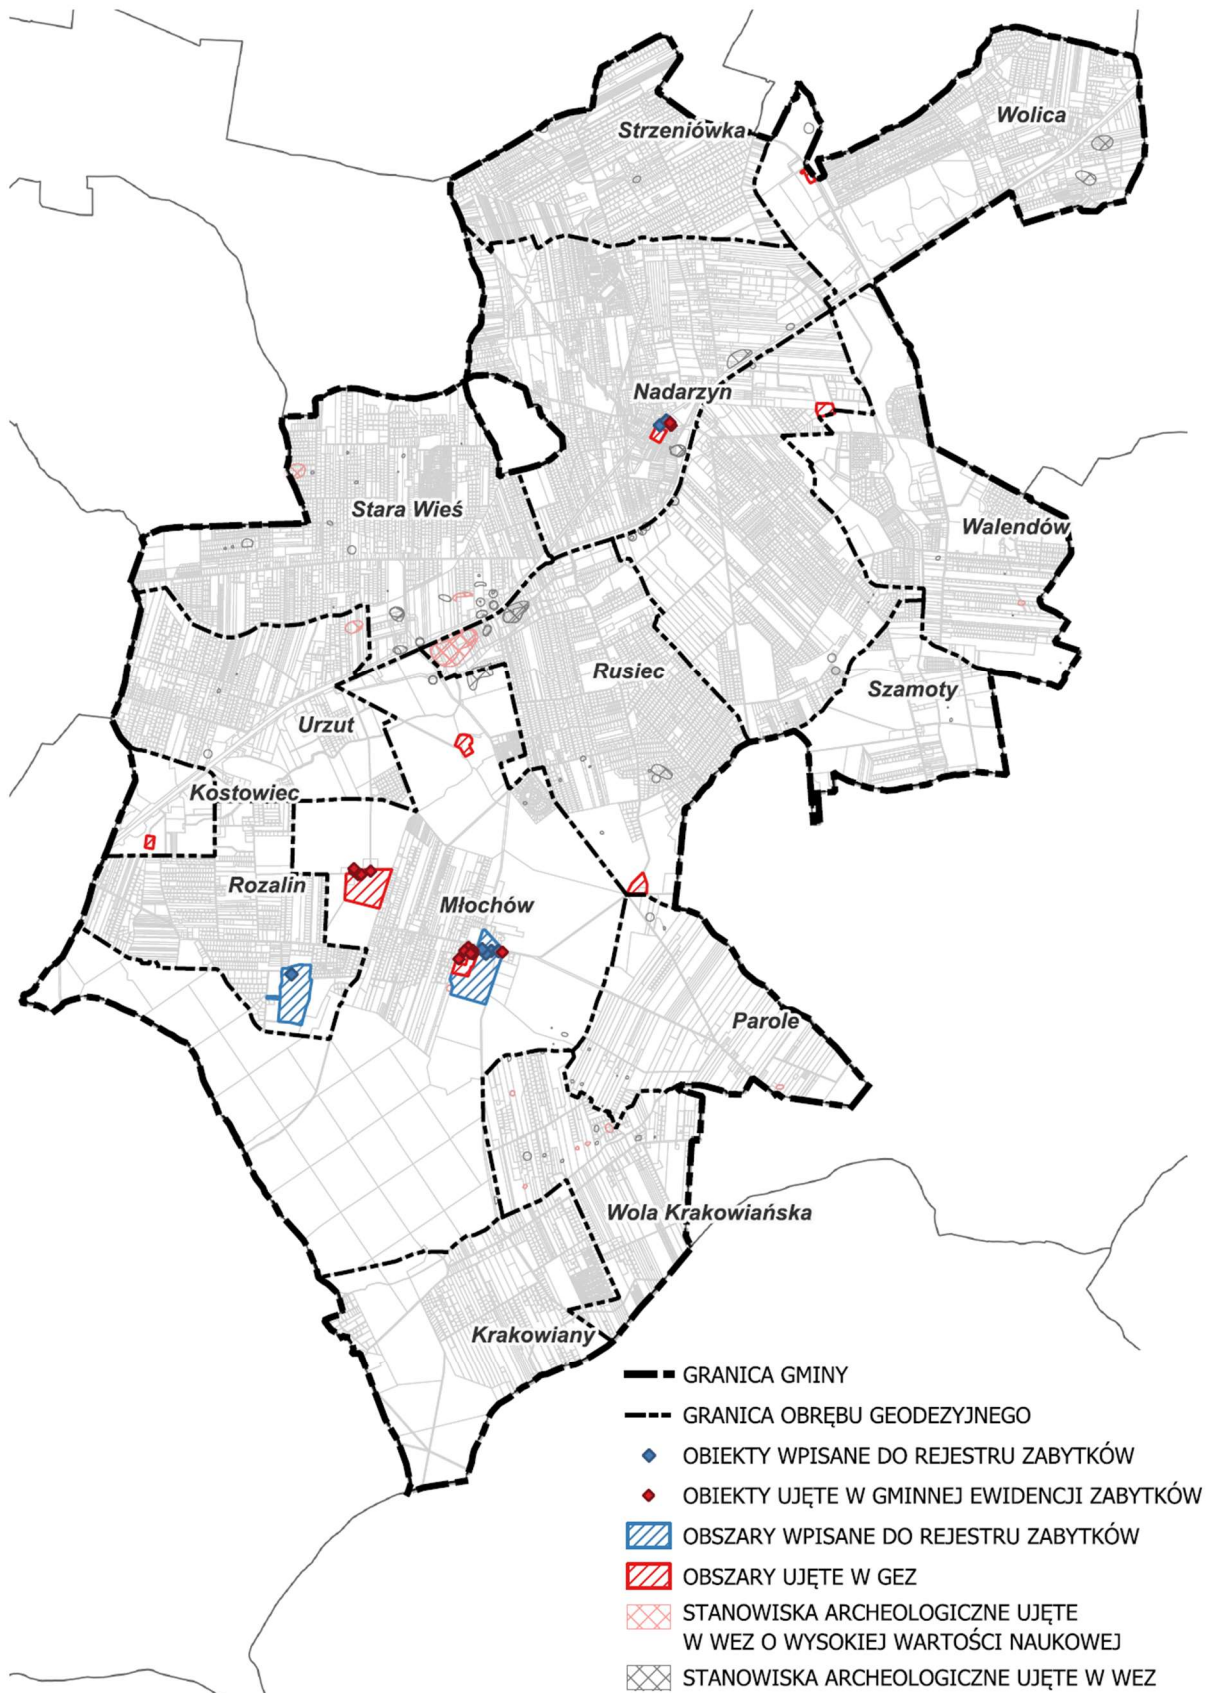 Wolica
Strzeniówka
Nadarzyn
Stara Wieś
Walendów
Rusiec
Szamoty
Urzut
Kostowiec
Rozalin
Młochów
Parole
Wola Krakowiańska
Krakowiany
GRANICA GMINY
GRANICA OBRĘBU GEODEZYJNEGO
OBIEKTY WPISANE DO REJESTRU ZABYTKÓW
OBIEKTY UJĘTE W GMINNEJ EWIDENCJI ZABYTKÓW
OBSZARY WPISANE DO REJESTRU ZABYTKÓW
OBSZARY UJĘTE W GEZ
STANOWISKA ARCHEOLOGICZNE UJĘTE
W WEZ O WYSOKIEJ WARTOŚCI NAUKOWEJ
STANOWISKA ARCHEOLOGICZNE UJĘTE W WEZ